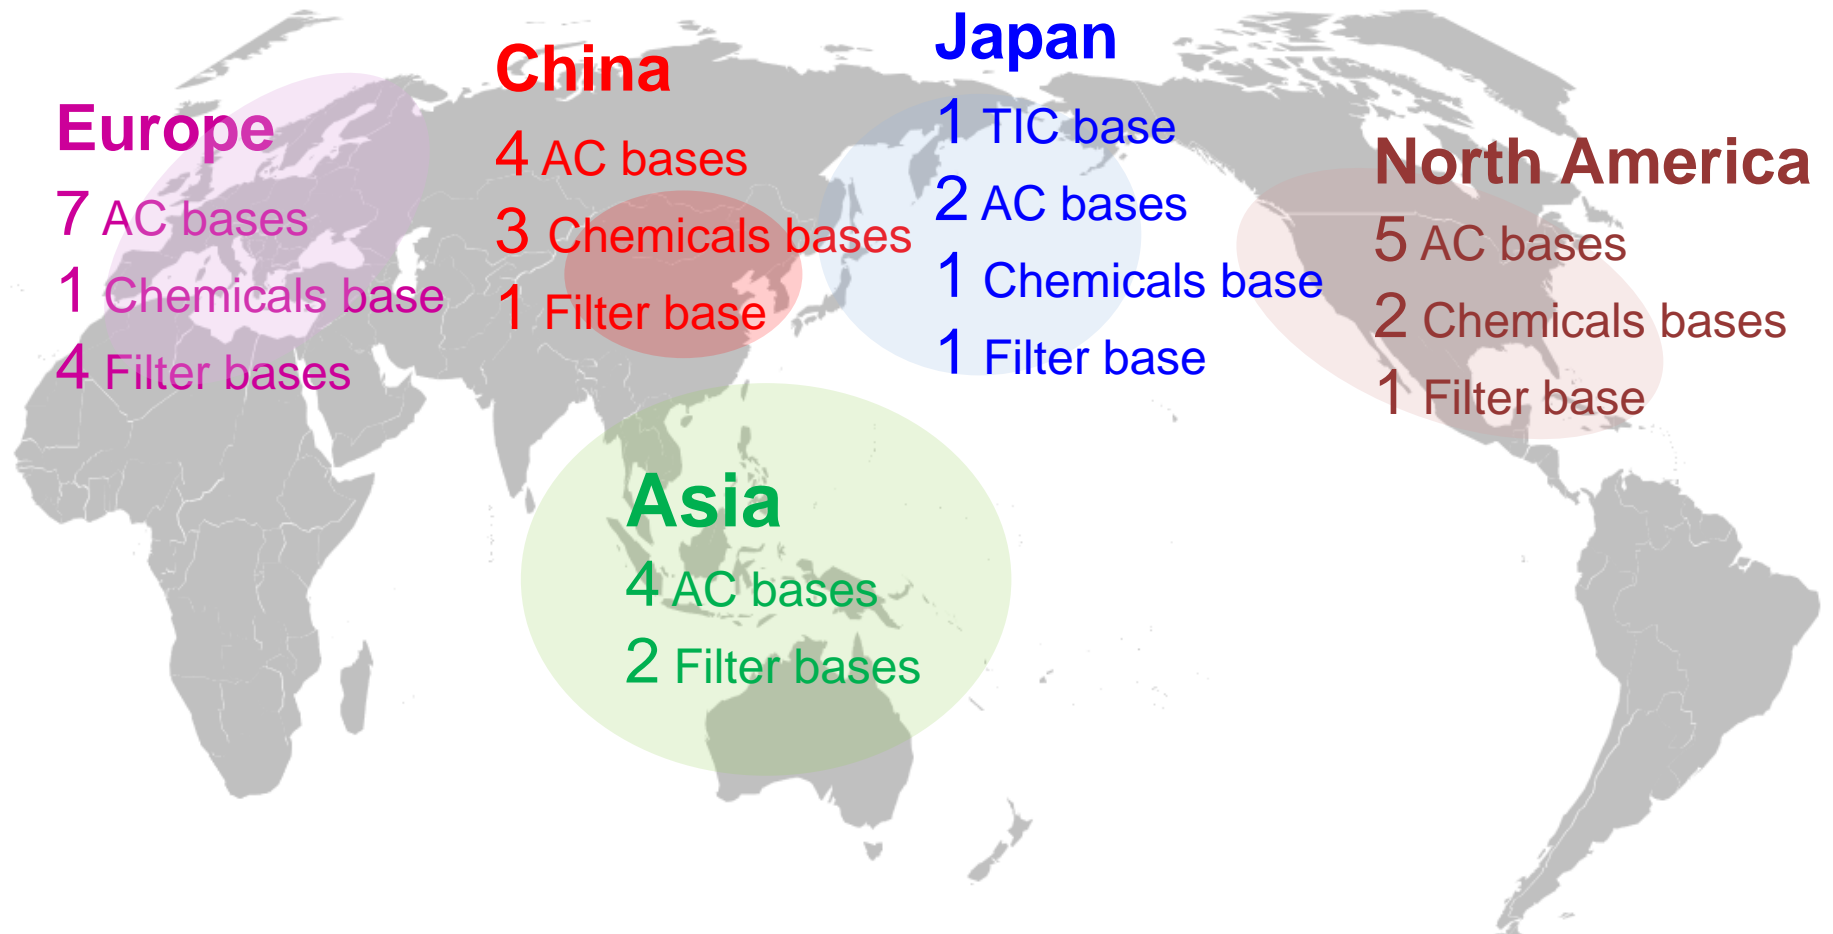 Europe
7 AC bases
1 Chemicals base
4 Filter bases
China
4 AC bases
3 Chemicals bases
1 Filter base
Japan
1 TIC base
2 AC bases
1 Chemicals base
1 Filter base
North America
5 AC bases
2 Chemicals bases
1 Filter base
Asia
4 AC bases
2 Filter bases